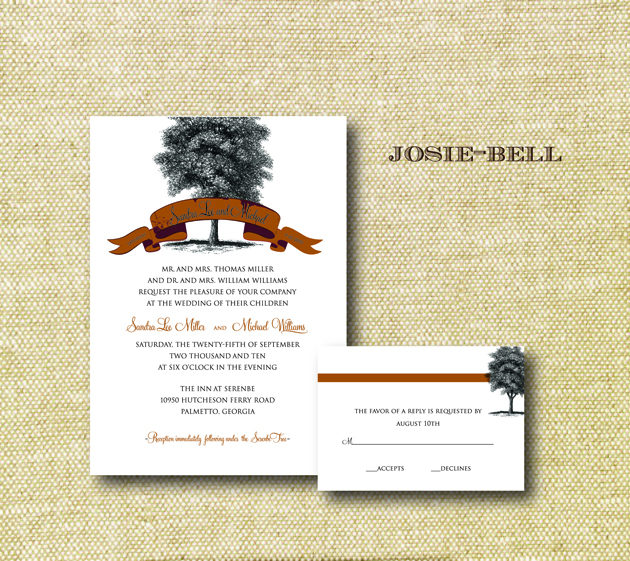 JOSIE-BELL
Sandra Lee and Michael
MR. AND MRS. THOMAS MILLER
AND DR. AND MRS. WILLIAM WILLIAMS
REQUEST THE PLEASURE OF YOUR COMPANY
AT THE WEDDING OF THEIR CHILDREN
Sandra Lee Miller AND Michael Williams
SATURDAY, THE TWENTY-FIFTH OF SEPTEMBER
TWO THOUSAND AND TEN
AT SIX O'CLOCK IN THE EVENING
THE INN AT SERENBE
10950 HUTCHESON FERRY ROAD
PALMETTO, GEORGIA
~Reception immediately following under the Serenbe Tree~
THE FAVOR OF A REPLY IS REQUESTED BY
AUGUST 10TH
M
___ACCEPTS ___DECLINES